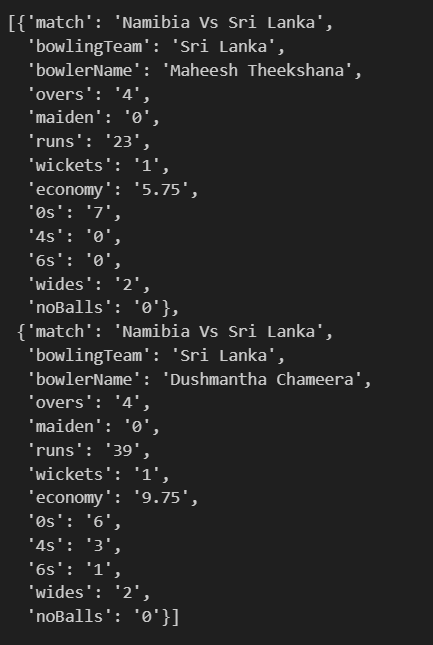 [{'match': 'Namibia Vs Sri Lanka',
'bowlingTeam': 'Sri Lanka',
'bowlerName': 'Maheesh Theekshana',
'overs': '4',
'maiden': '0',
'runs': '23',
'wickets': '1',
'economy': '5.75',
'0s': '7',
'4s': '0',
'6s': '0',
'wides': '2',
'noBalls': '0'},
{'match': 'Namibia Vs Sri Lanka',
'bowlingTeam': 'Sri Lanka',
'bowlerName': 'Dushmantha Chameera',
'overs': '4',
'maiden': '0',
'runs': '39',
'wickets': '1',
'economy': '9.75',
'0s': '6',
'4s': '3',
'6s': '1',
'wides': '2',
'noBalls': '0'}]